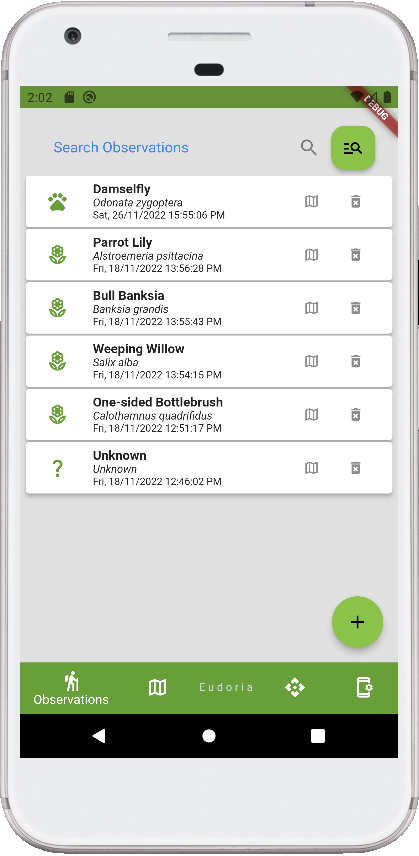 2:02
DEBUG
Search Observations
Damselfly
Odonata zygoptera
Sat, 26/11/2022 15:55:06 PM
Parrot Lily
Alstroemeria psittacina
Fri, 18/11/2022 13:56:28 PM
Bull Banksia
Banksia grandis
Fri, 18/11/2022 13:55:43 PM
Weeping Willow
Salix alba
Fri, 18/11/2022 13:54:15 PM
One-sided Bottlebrush
Calothamnus quadrifidus
Fri, 18/11/2022 12:51:17 PM
Unknown
Unknown
Fri, 18/11/2022 12:46:02 PM
Observations
Eudoria